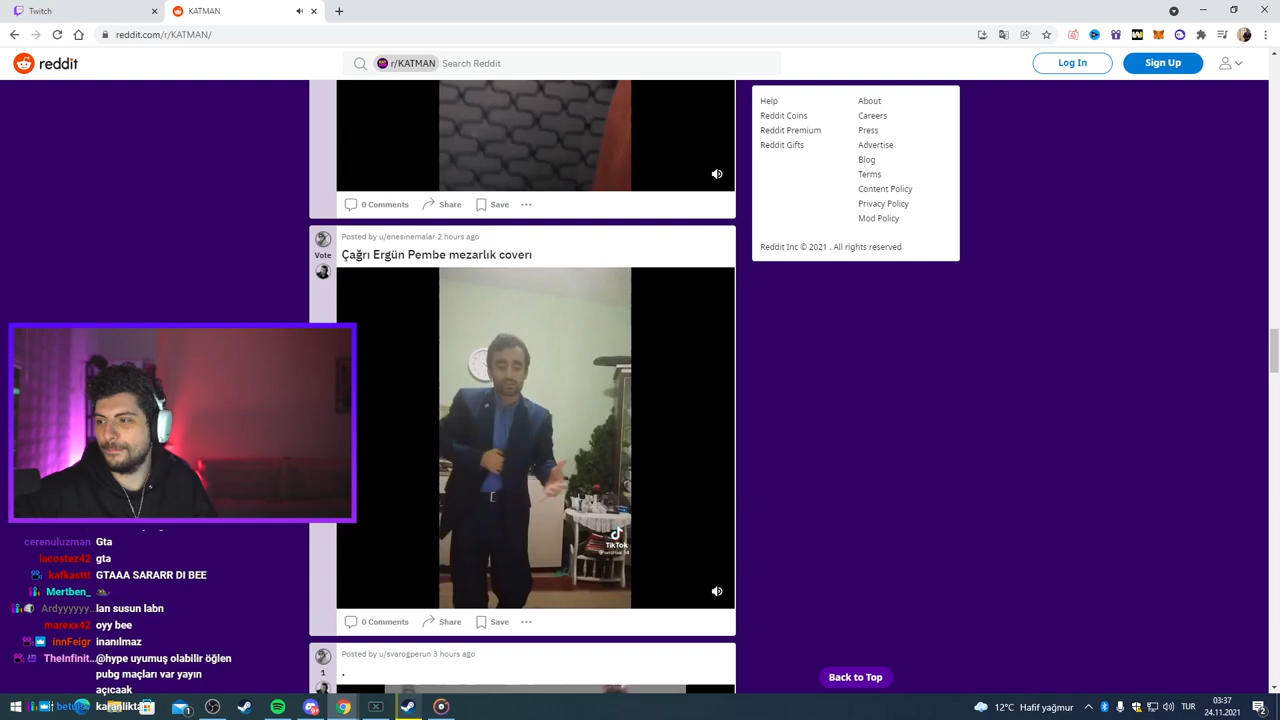 Twitch
KATMAN
reddit.com/r/KATMAN/
reddit
r/KATMAN
Search Reddit
Log In
Sign Up
0 Comments
Share
Save
Help
Reddit Coins
Reddit Premium
Reddit Gifts
About
Careers
Press
Advertise
Blog
Terms
Content Policy
Privacy Policy
Mod Policy
Reddit Inc © 2021 . All rights reserved
Posted by u/enesinemalar 2 hours ago
Vote
Çağrı Ergün Pembe mezarlık coverı
TikTok
0 Comments
Share
Save
cerenuluzman Gta
lacostez42 gta
kafkasttt GTAAA SARARR DI BEE
Mertben_
Ardyyyyyy... lan susun labn
marexx42 oyy bee
innFeigr inanılmaz
TheInfinit... @hype uyumuş olabilir öğlen
pubg maçları var yayın
açıcaak
Posted by u/svarogperun 3 hours ago
1
.
Back to Top
12°C Hafif yağmur
TUR
03:37
24.11.2021
2